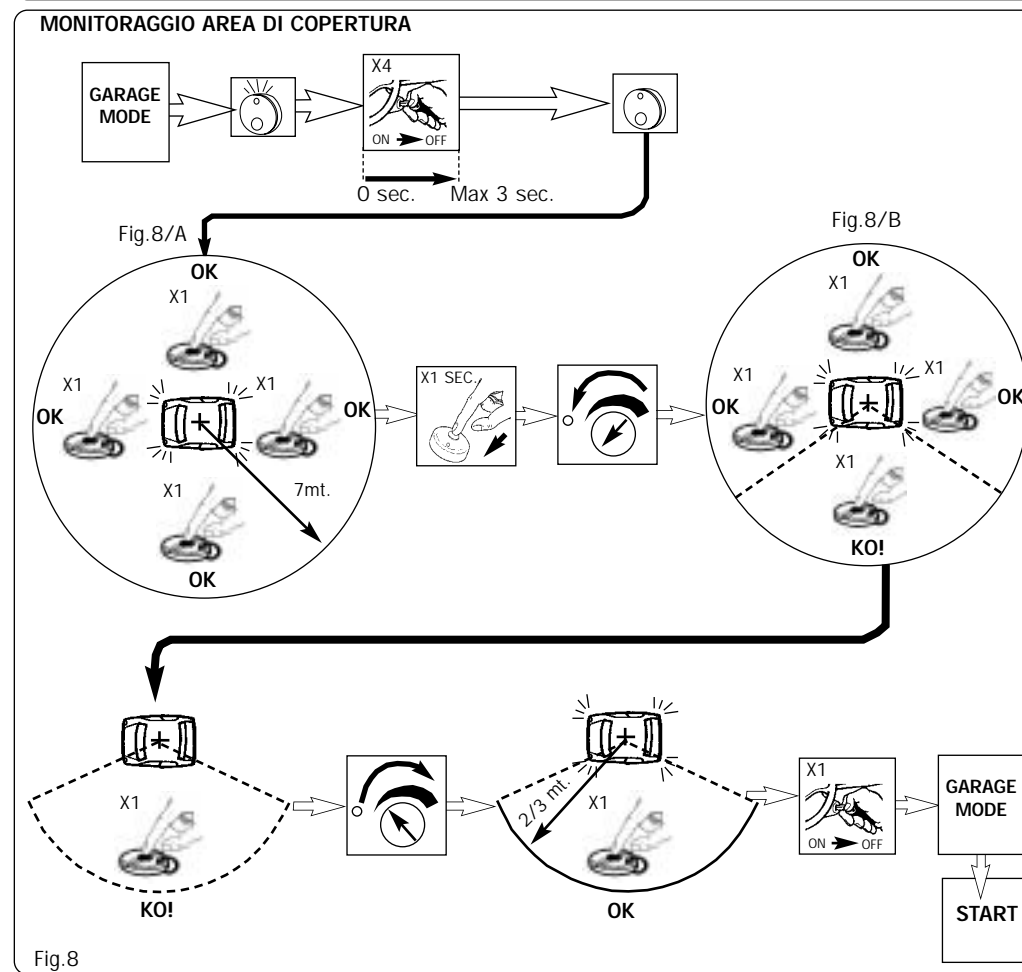 MONITORAGGIO AREA DI COPERTURA
GARAGE
MODE
X4
ON OFF
0 sec. Max 3 sec.
Fig.8/A
OK
X1
X1
X1
OK
OK
X1
7mt.
OK
X1 SEC.
Fig.8/B
OK
X1
X1
X1
OK
OK
X1
KO!
X1
KO!
2/3 mt.
X1
OK
X1
ON OFF
GARAGE
MODE
START
Fig.8